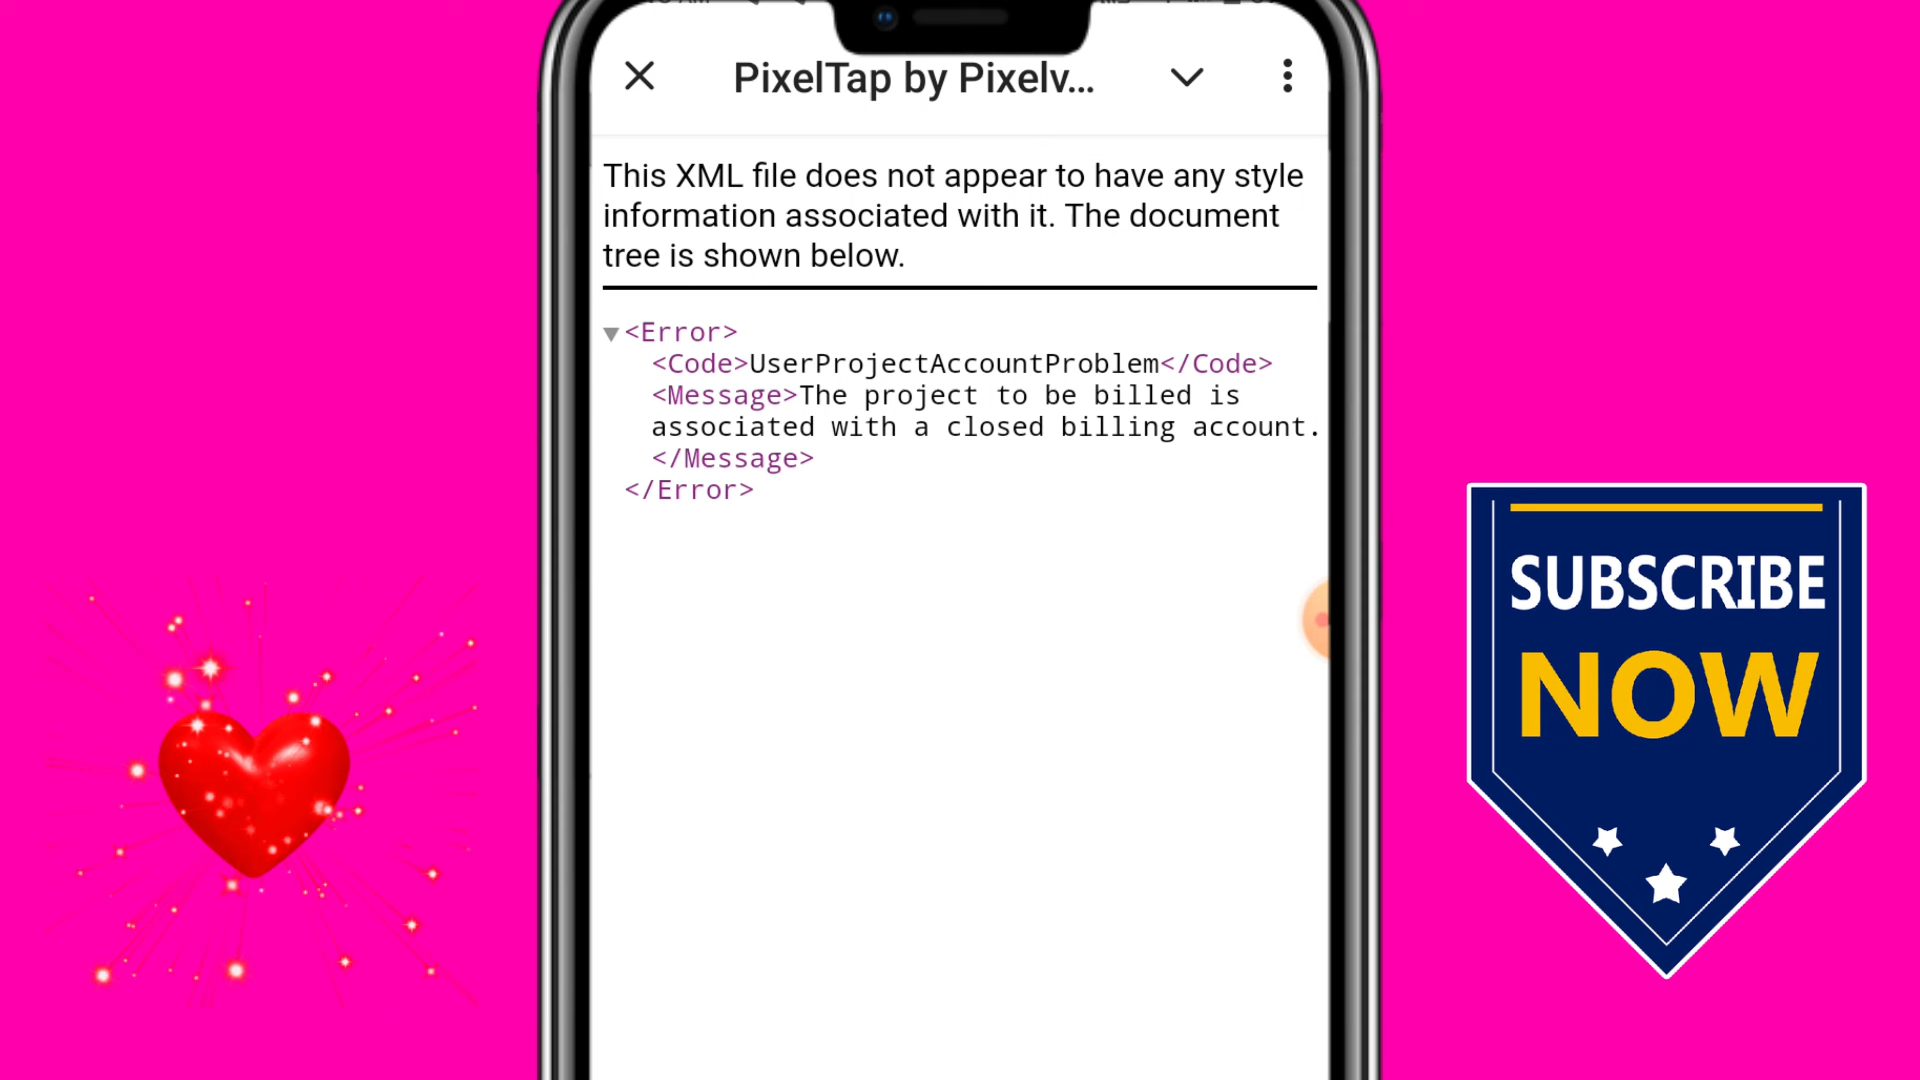 PixelTap by Pixelv...
This XML file does not appear to have any style
information associated with it. The document
tree is shown below.
<Error>
<Code>UserProjectAccountProblem</Code>
<Message>The project to be billed is
associated with a closed billing account.
</Message>
</Error>
SUBSCRIBE
NOW